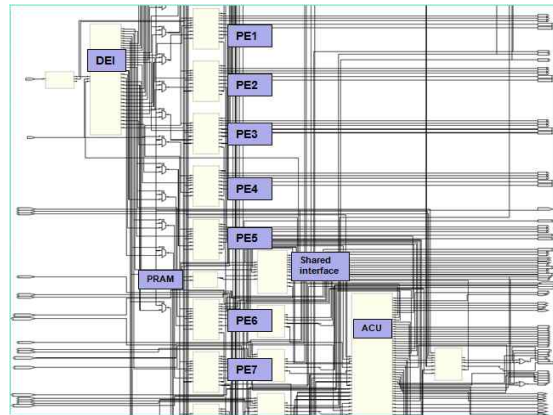 PE1
DEI
PE2
PE3
PE4
PE5
Shared
interface
PRAM
PE6
ACU
PE7